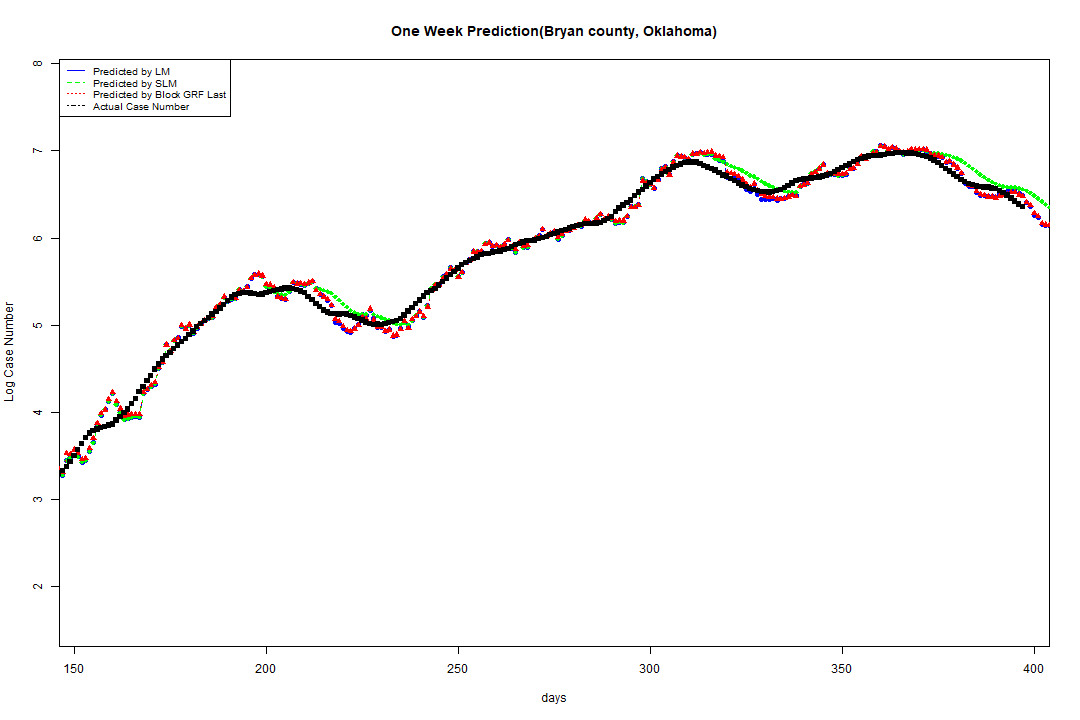 One Week Prediction(Bryan county, Oklahoma)
Predicted by LM
Predicted by SLM
Predicted by Block GRF Last
Actual Case Number
8
7
6
5
4
3
2
Log Case Number
150 200 250 300 350 400
days